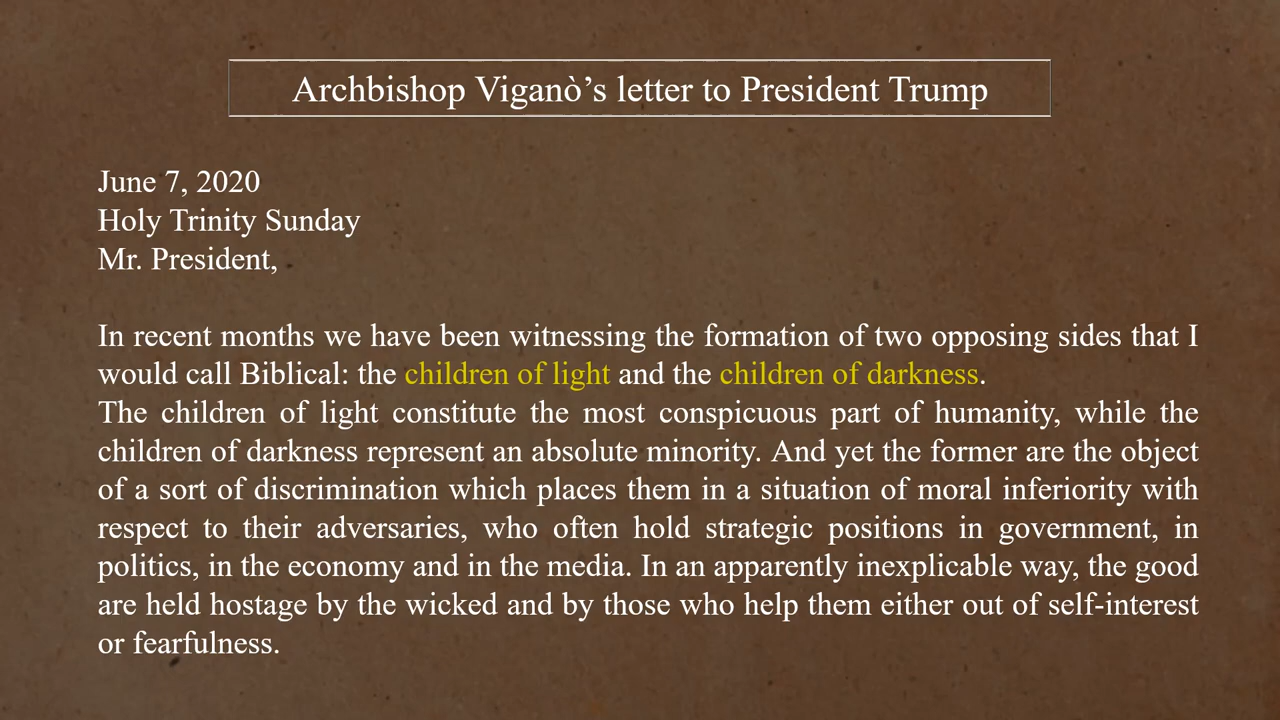 Archbishop Viganò’s letter to President Trump
June 7, 2020
Holy Trinity Sunday
Mr. President,
In recent months we have been witnessing the formation of two opposing sides that I
would call Biblical: the children of light and the children of darkness.
The children of light constitute the most conspicuous part of humanity, while the
children of darkness represent an absolute minority. And yet the former are the object
of a sort of discrimination which places them in a situation of moral inferiority with
respect to their adversaries, who often hold strategic positions in government, in
politics, in the economy and in the media. In an apparently inexplicable way, the good
are held hostage by the wicked and by those who help them either out of self-interest
or fearfulness.